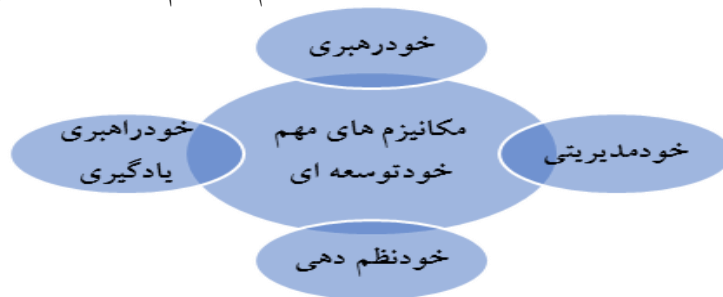 خودرهبری
مکانیزم های مهم
خودتوسعه ای
خودمدیریتی
خودراهبری
یادگیری
خودنظم دهی